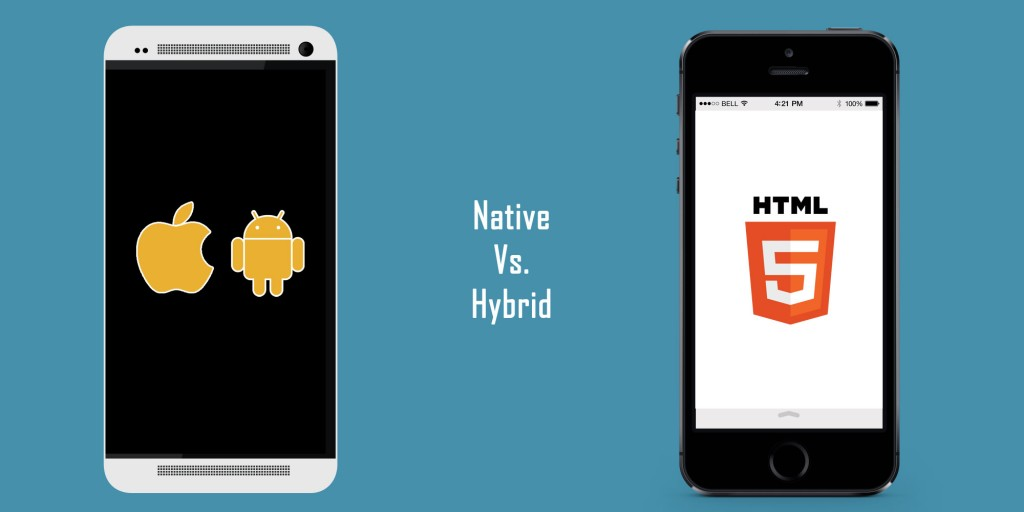 Native
Vs.
Hybrid
BELL 4:21 PM 100%
HTML
5